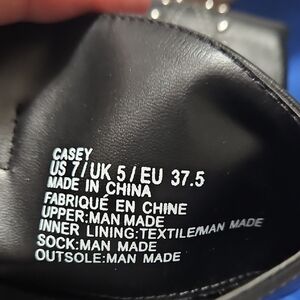 CASEY
US 7/UK 5/EU 37.5
MADE IN CHINA
FABRIQUÉ EN CHINE
UPPER:MAN MADE
INNER LINING:TEXTILE/MAN MADE
SOCK:MAN MADE
OUTSOLE:MAN MADE